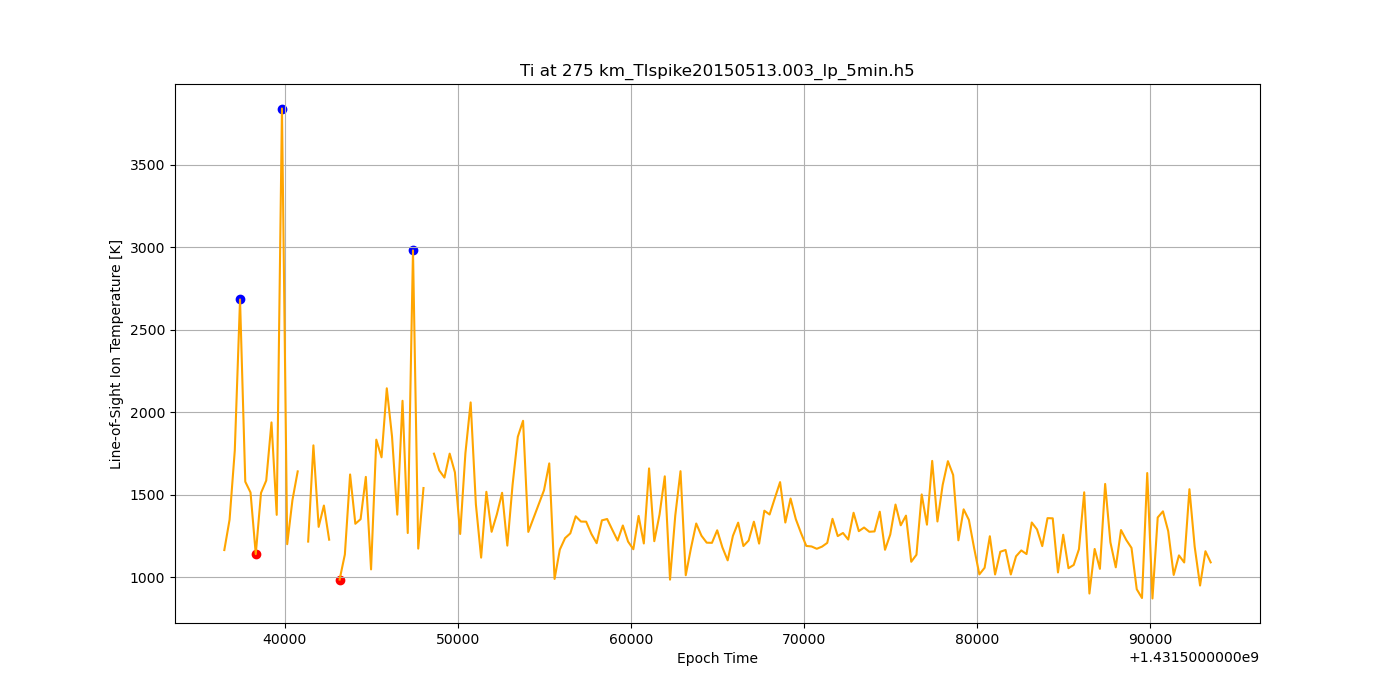 Ti at 275 km_TIspike20150513.003_lp_5min.h5
Line-of-Sight Ion Temperature [K]
3500
3000
2500
2000
1500
1000
40000 50000 60000 70000 80000 90000
Epoch Time
+1.4315000000e9